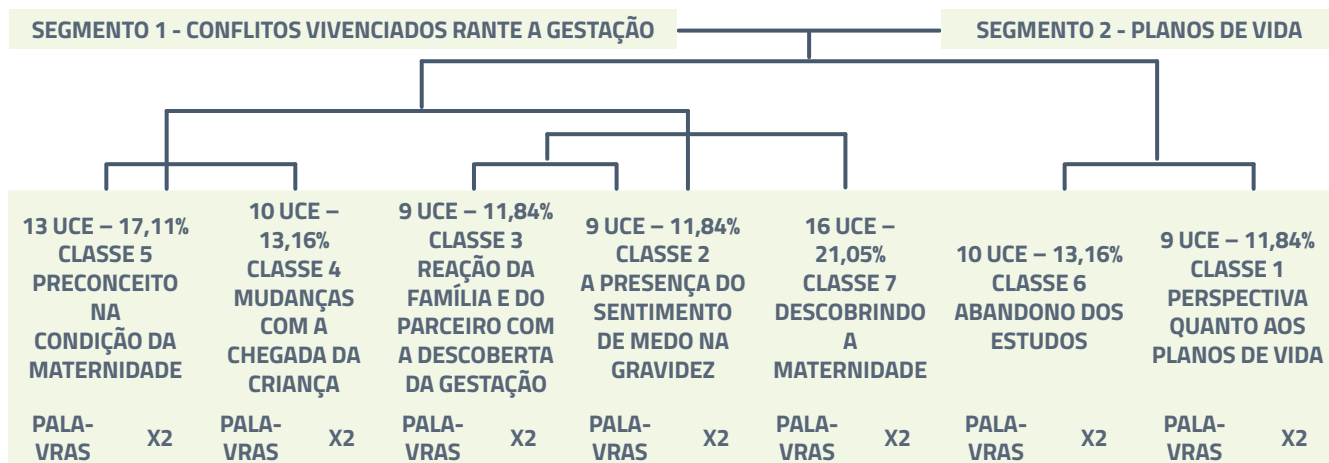 SEGMENTO 1 - CONFLITOS VIVENCIADOS RANTE A GESTAÇÃO
SEGMENTO 2 - PLANOS DE VIDA
13 UCE – 17,11%
CLASSE 5
PRECONCEITO
NA
CONDIÇÃO DA
MATERNIDADE
10 UCE –
13,16%
CLASSE 4
MUDANÇAS
COM A
CHEGADA DA
CRIANÇA
9 UCE – 11,84%
CLASSE 3
REAÇÃO DA
FAMÍLIA E DO
PARCEIRO COM
A DESCOBERTA
DA GESTAÇÃO
9 UCE – 11,84%
CLASSE 2
A PRESENÇA DO
SENTIMENTO
DE MEDO NA
GRAVIDEZ
16 UCE –
21,05%
CLASSE 7
DESCOBRINDO
A
MATERNIDADE
10 UCE – 13,16%
CLASSE 6
ABANDONO DOS
ESTUDOS
9 UCE – 11,84%
CLASSE 1
PERSPECTIVA
QUANTO AOS
PLANOS DE VIDA
PALA-
VRAS
X2
PALA-
VRAS
X2
PALA-
VRAS
X2
PALA-
VRAS
X2
PALA-
VRAS
X2
PALA-
VRAS
X2
PALA-
VRAS
X2